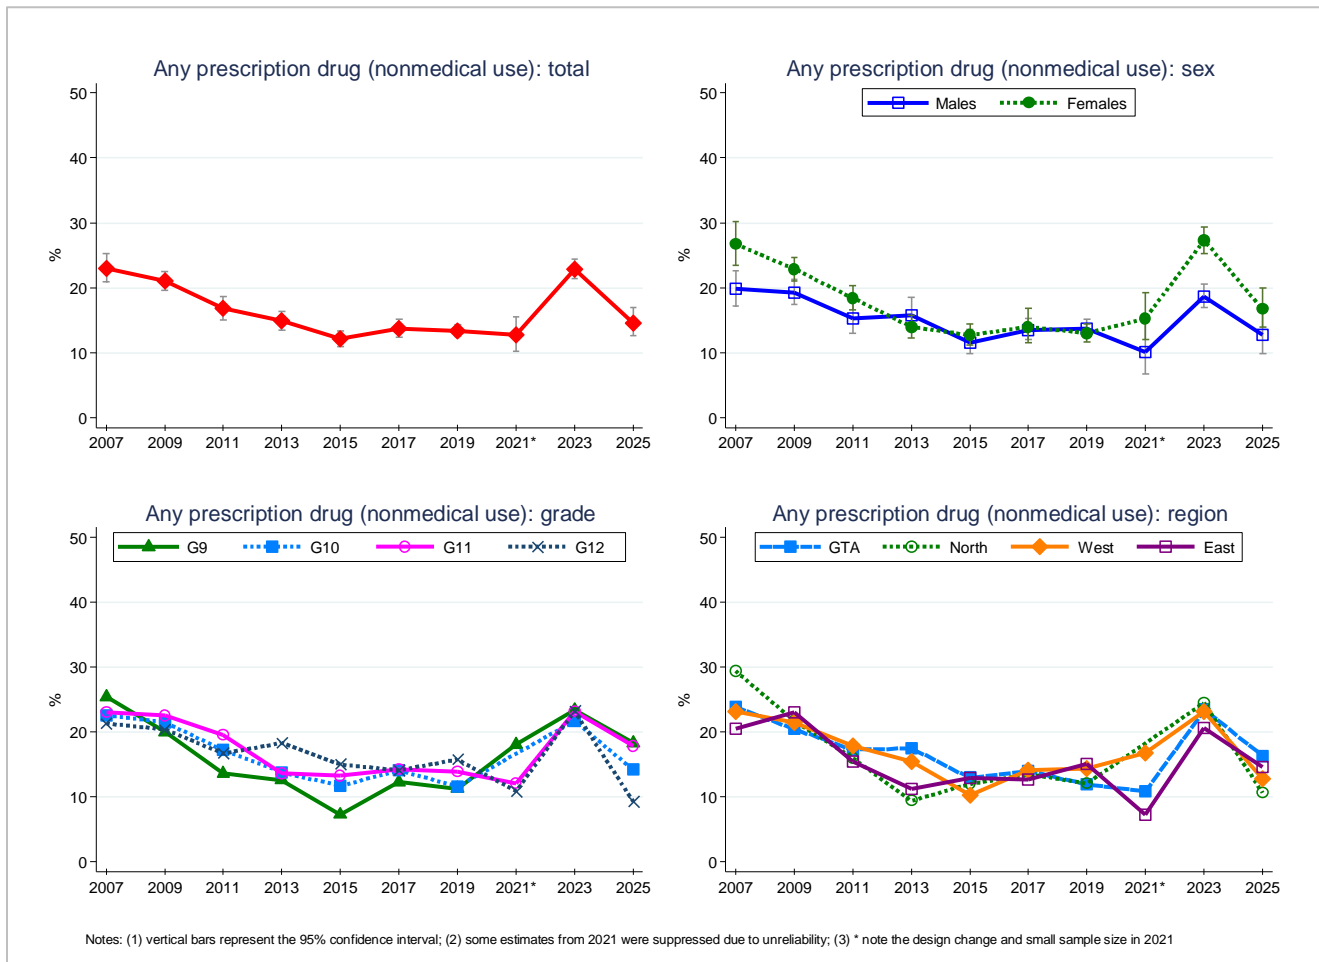 Any prescription drug (nonmedical use): total
50
40
30
20
10
0
%
2007 2009 2011 2013 2015 2017 2019 2021* 2023 2025
Any prescription drug (nonmedical use): sex
Males Females
50
40
30
20
10
0
%
2007 2009 2011 2013 2015 2017 2019 2021* 2023 2025
Any prescription drug (nonmedical use): grade
G9 G10 G11 G12
50
40
30
20
10
0
%
2007 2009 2011 2013 2015 2017 2019 2021* 2023 2025
Any prescription drug (nonmedical use): region
GTA North West East
50
40
30
20
10
0
%
2007 2009 2011 2013 2015 2017 2019 2021* 2023 2025
Notes: (1) vertical bars represent the 95% confidence interval; (2) some estimates from 2021 were suppressed due to unreliability; (3) * note the design change and small sample size in 2021